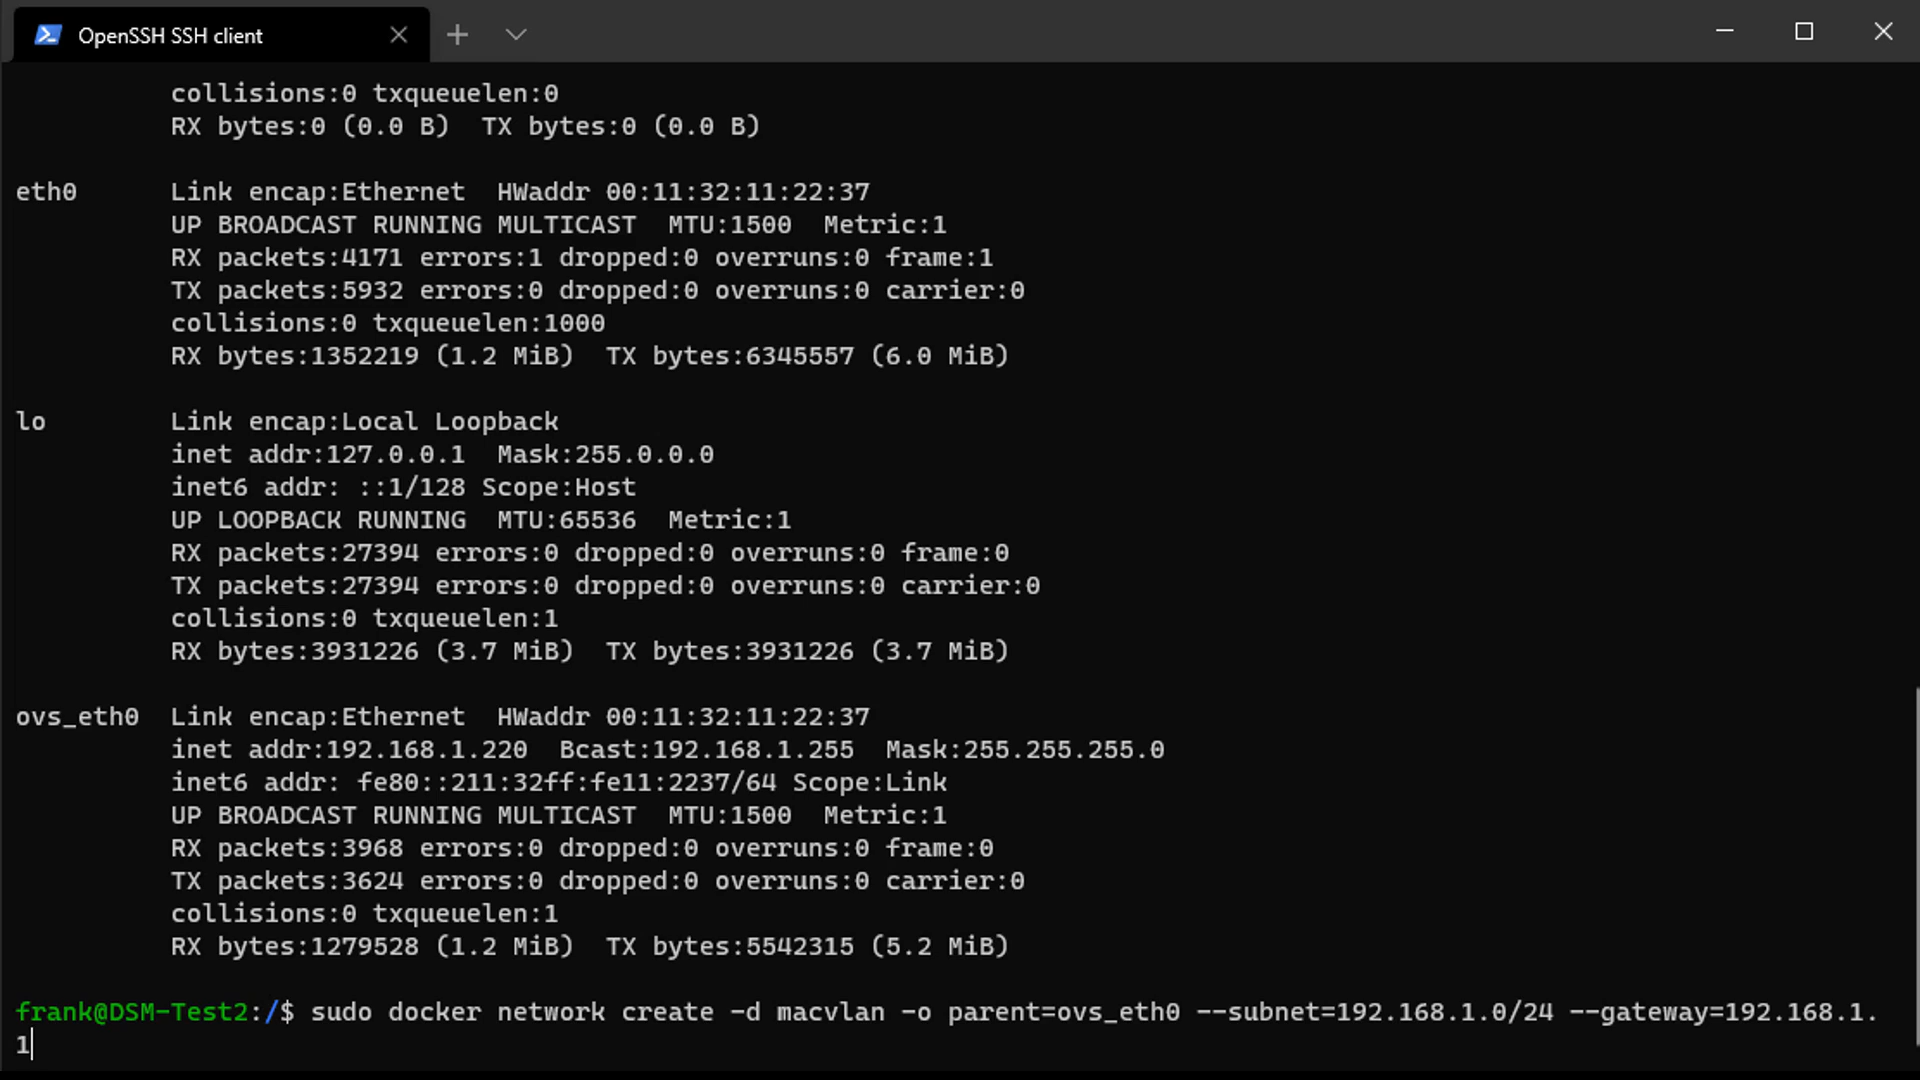 OpenSSH SSH client
collisions:0 txqueuelen:0
RX bytes:0 (0.0 B)  TX bytes:0 (0.0 B)
eth0      Link encap:Ethernet  HWaddr 00:11:32:11:22:37
UP BROADCAST RUNNING MULTICAST  MTU:1500  Metric:1
RX packets:4171 errors:1 dropped:0 overruns:0 frame:1
TX packets:5932 errors:0 dropped:0 overruns:0 carrier:0
collisions:0 txqueuelen:1000
RX bytes:1352219 (1.2 MiB)  TX bytes:6345557 (6.0 MiB)
lo        Link encap:Local Loopback
inet addr:127.0.0.1  Mask:255.0.0.0
inet6 addr: ::1/128 Scope:Host
UP LOOPBACK RUNNING  MTU:65536  Metric:1
RX packets:27394 errors:0 dropped:0 overruns:0 frame:0
TX packets:27394 errors:0 dropped:0 overruns:0 carrier:0
collisions:0 txqueuelen:1
RX bytes:3931226 (3.7 MiB)  TX bytes:3931226 (3.7 MiB)
ovs_eth0  Link encap:Ethernet  HWaddr 00:11:32:11:22:37
inet addr:192.168.1.220  Bcast:192.168.1.255  Mask:255.255.255.0
inet6 addr: fe80::211:32ff:fe11:2237/64 Scope:Link
UP BROADCAST RUNNING MULTICAST  MTU:1500  Metric:1
RX packets:3968 errors:0 dropped:0 overruns:0 frame:0
TX packets:3624 errors:0 dropped:0 overruns:0 carrier:0
collisions:0 txqueuelen:1
RX bytes:1279528 (1.2 MiB)  TX bytes:5542315 (5.2 MiB)
frank@DSM-Test2:/$ sudo docker network create -d macvlan -o parent=ovs_eth0 --subnet=192.168.1.0/24 --gateway=192.168.1.
1